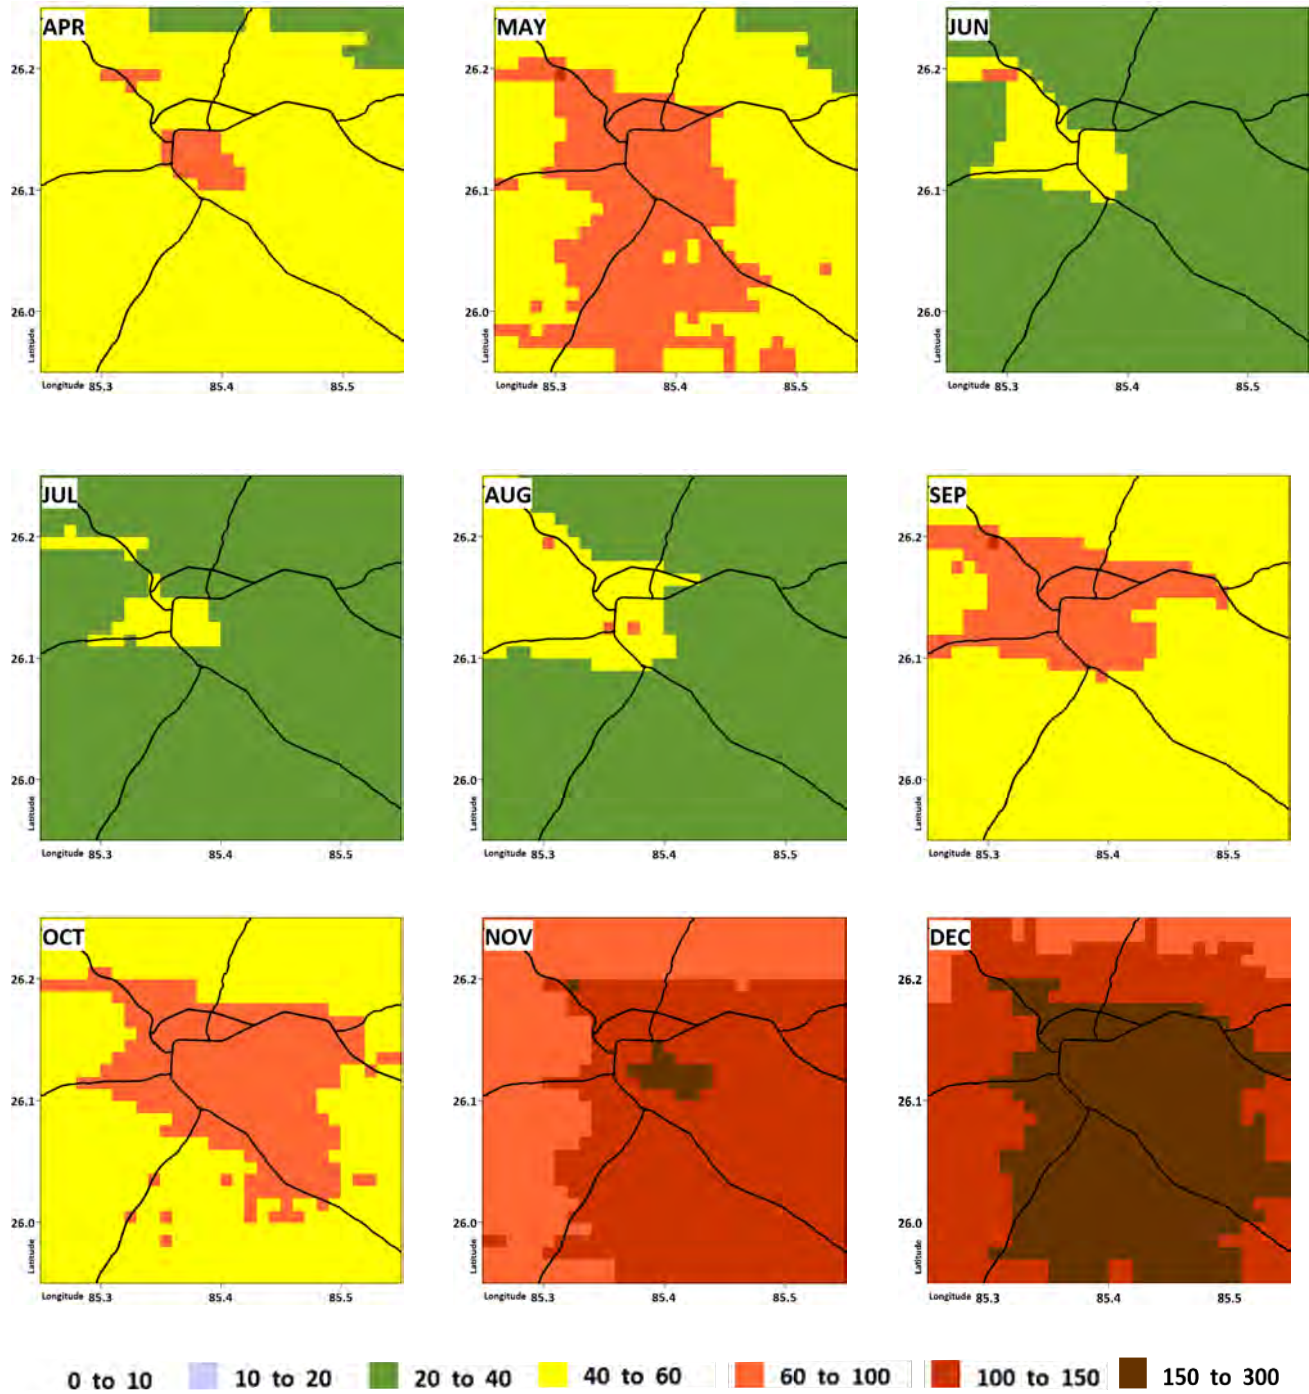 APR MAY JUN
26.2 26.2 26.2
26.1 26.1 26.1
26.0 26.0 26.0
Latitude Latitude Latitude
Longitude 85.3 85.4 85.5 Longitude 85.3 85.4 85.5 Longitude 85.3 85.4 85.5
JUL AUG SEP
26.2 26.2 26.2
26.1 26.1 26.1
26.0 26.0 26.0
Latitude Latitude Latitude
Longitude 85.3 85.4 85.5 Longitude 85.3 85.4 85.5 Longitude 85.3 85.4 85.5
OCT NOV DEC
26.2 26.2 26.2
26.1 26.1 26.1
26.0 26.0 26.0
Latitude Latitude Latitude
Longitude 85.3 85.4 85.5 Longitude 85.3 85.4 85.5 Longitude 85.3 85.4 85.5
0 to 10 10 to 20 20 to 40 40 to 60 60 to 100 100 to 150 150 to 300